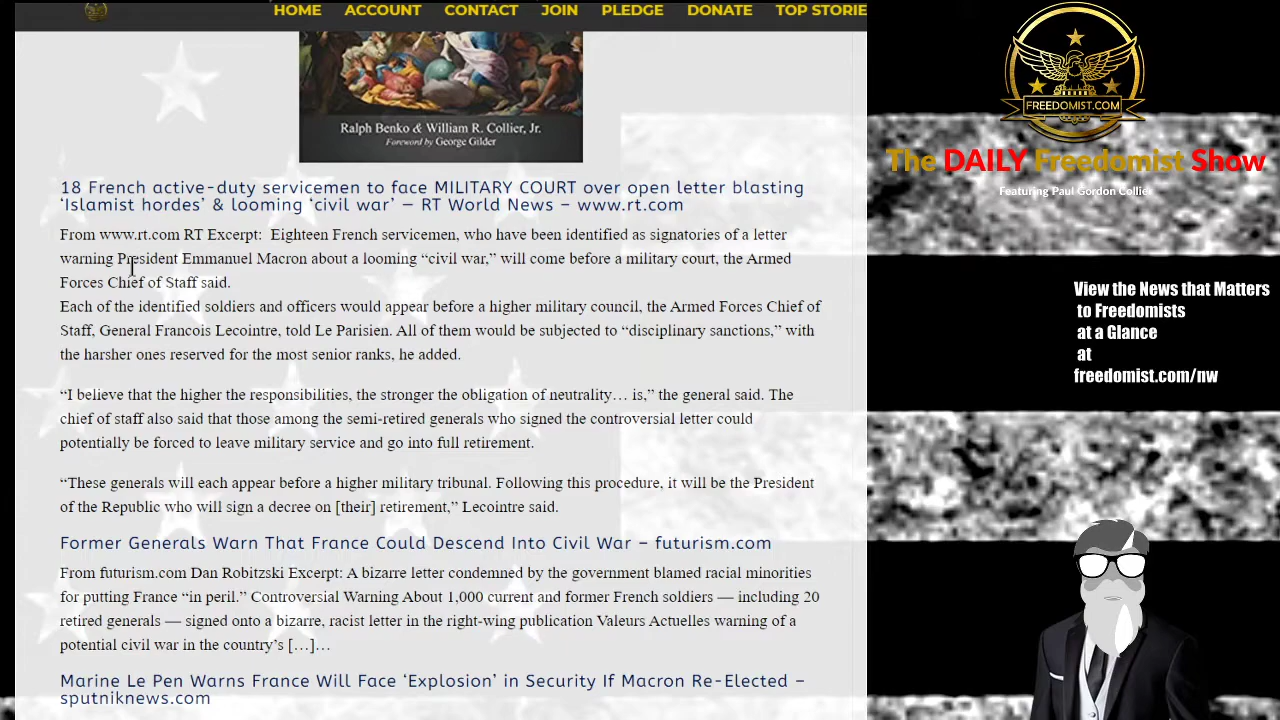 HOME ACCOUNT CONTACT JOIN PLEDGE DONATE TOP STORIE
FREEDOMIST.COM
The DAILY Freedomist Show
Featuring Paul Gordon Collie
Ralph Benko & William R. Collier, Jr.
Foreword by George Gilder
18 French active-duty servicemen to face MILITARY COURT over open letter blasting
‘Islamist hordes’ & looming ‘civil war’ – RT World News – www.rt.com
From www.rt.com RT Excerpt:  Eighteen French servicemen, who have been identified as signatories of a letter
warning President Emmanuel Macron about a looming “civil war,” will come before a military court, the Armed
Forces Chief of Staff said.
Each of the identified soldiers and officers would appear before a higher military council, the Armed Forces Chief of
Staff, General Francois Lecointre, told Le Parisien. All of them would be subjected to “disciplinary sanctions,” with
the harsher ones reserved for the most senior ranks, he added.
“I believe that the higher the responsibilities, the stronger the obligation of neutrality… is,” the general said. The
chief of staff also said that those among the semi-retired generals who signed the controversial letter could
potentially be forced to leave military service and go into full retirement.
“These generals will each appear before a higher military tribunal. Following this procedure, it will be the President
of the Republic who will sign a decree on [their] retirement,” Lecointre said.
Former Generals Warn That France Could Descend Into Civil War – futurism.com
From futurism.com Dan Robitzski Excerpt: A bizarre letter condemned by the government blamed racial minorities
for putting France “in peril.” Controversial Warning About 1,000 current and former French soldiers — including 20
retired generals — signed onto a bizarre, racist letter in the right-wing publication Valeurs Actuelles warning of a
potential civil war in the country’s […]…
Marine Le Pen Warns France Will Face ‘Explosion’ in Security If Macron Re-Elected –
sputniknews.com
View the News that Matters
to Freedomists
at a Glance
at
freedomist.com/nw